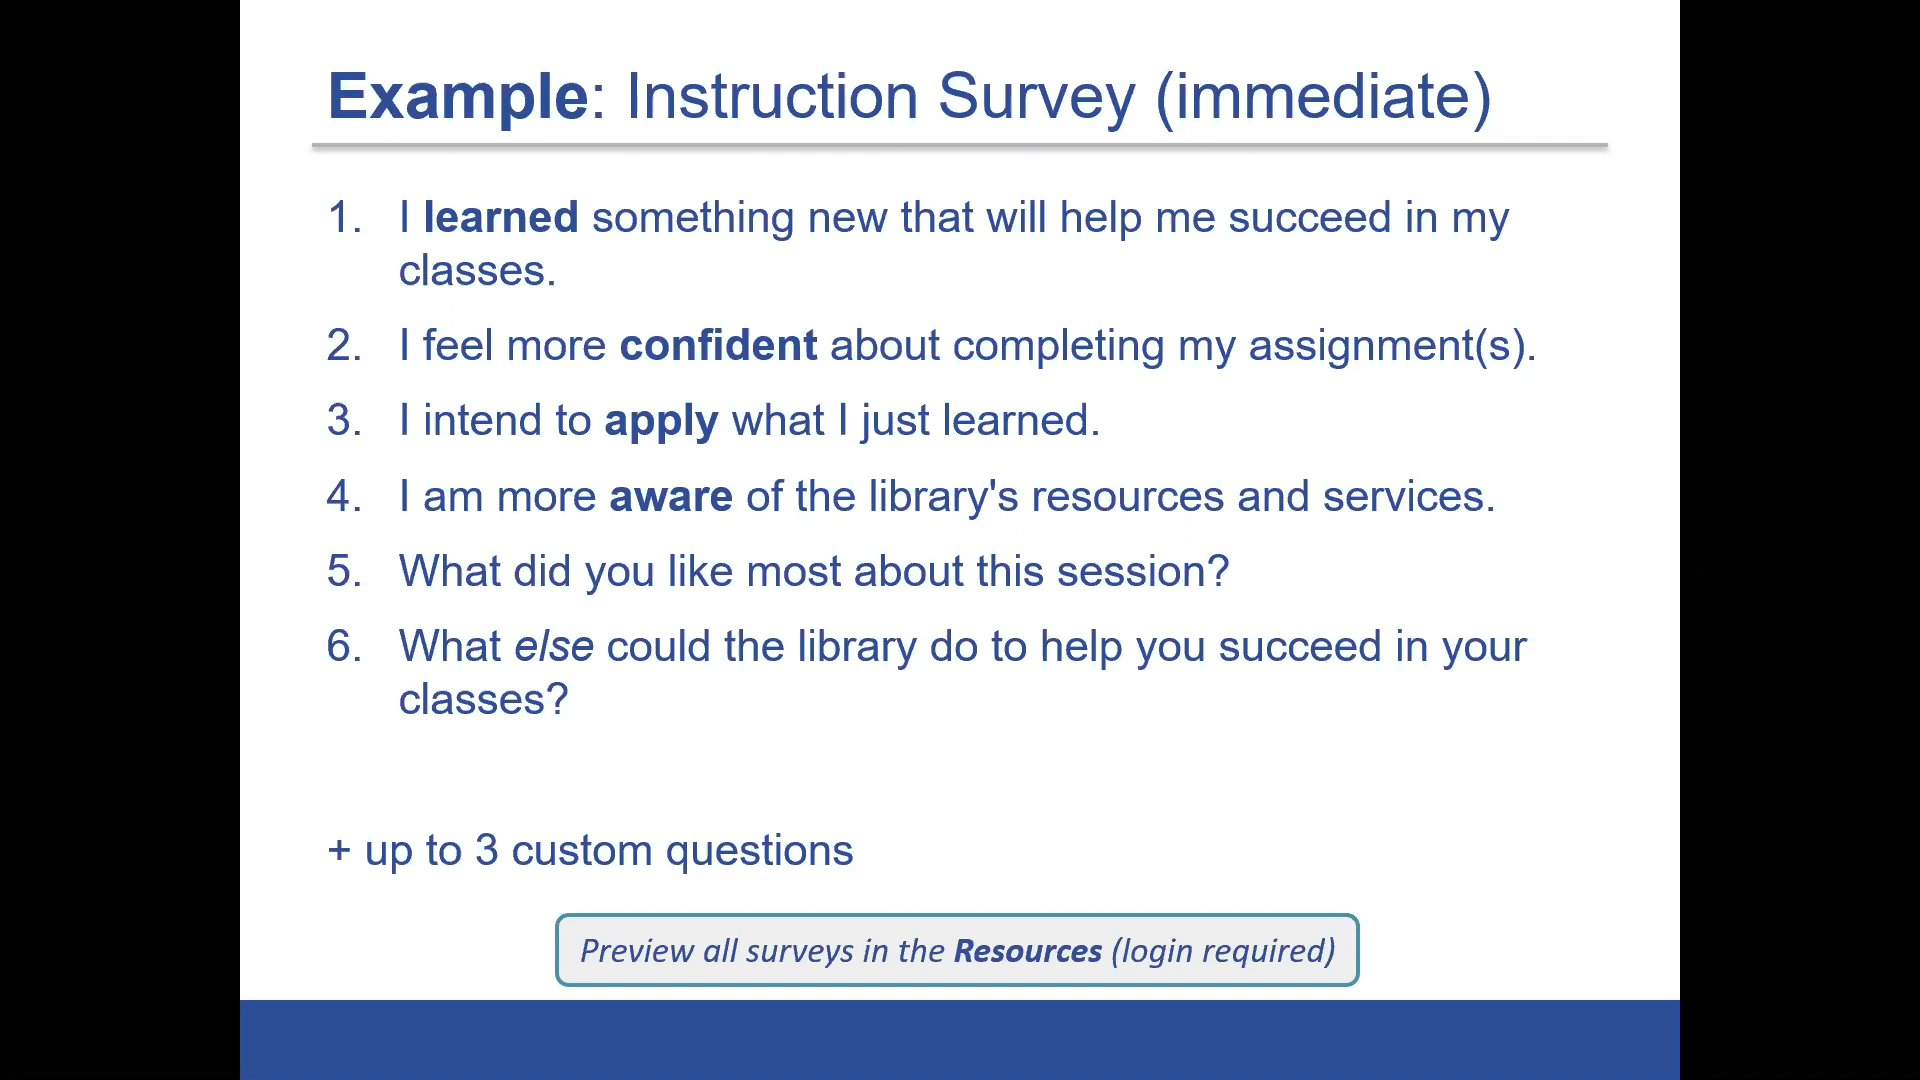 Example: Instruction Survey (immediate)
1. I learned something new that will help me succeed in my
classes.
2. I feel more confident about completing my assignment(s).
3. I intend to apply what I just learned.
4. I am more aware of the library's resources and services.
5. What did you like most about this session?
6. What else could the library do to help you succeed in your
classes?
+ up to 3 custom questions
Preview all surveys in the Resources (login required)